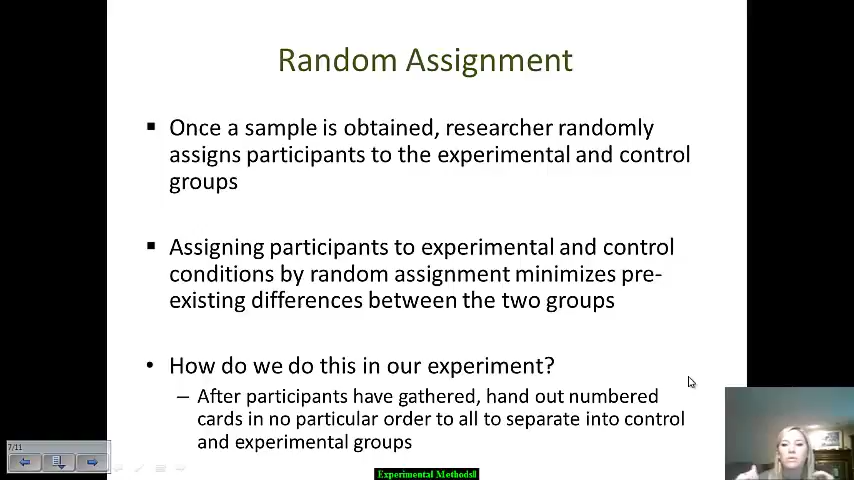 Random Assignment
▪ Once a sample is obtained, researcher randomly
assigns participants to the experimental and control
groups
▪ Assigning participants to experimental and control
conditions by random assignment minimizes pre-
existing differences between the two groups
• How do we do this in our experiment?
– After participants have gathered, hand out numbered
cards in no particular order to all to separate into control
and experimental groups
7/11
Experimental Methods